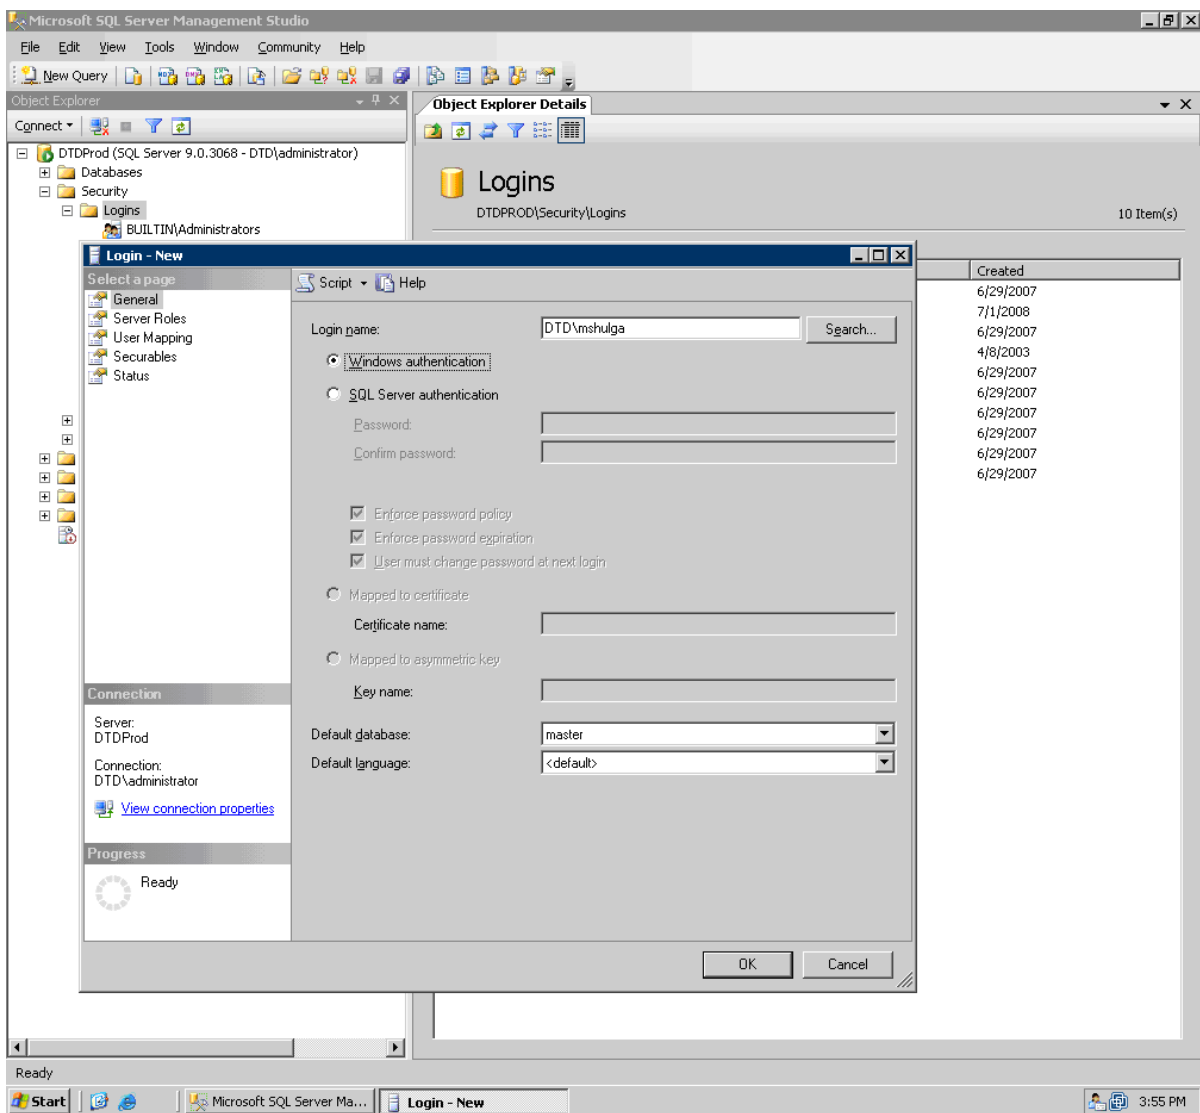 Microsoft SQL Server Management Studio
File Edit View Tools Window Community Help
New Query
Object Explorer
Connect
DTDProd (SQL Server 9.0.3068 - DTD\administrator)
Databases
Security
Logins
BUILTIN\Administrators
Object Explorer Details
Logins
DTDPROD\Security\Logins
10 Item(s)
Created
6/29/2007
7/1/2008
6/29/2007
4/8/2003
6/29/2007
6/29/2007
6/29/2007
6/29/2007
6/29/2007
6/29/2007
Login - New
Select a page
General
Server Roles
User Mapping
Securables
Status
Script Help
Login name: DTD\mshulga Search...
Windows authentication
SQL Server authentication
Password:
Confirm password:
Enforce password policy
Enforce password expiration
User must change password at next login
Mapped to certificate
Certificate name:
Mapped to asymmetric key
Key name:
Default database: master
Default language: <default>
Connection
Server:
DTDProd
Connection:
DTD\administrator
View connection properties
Progress
Ready
OK Cancel
Ready
Start Microsoft SQL Server Ma... Login - New 3:55 PM